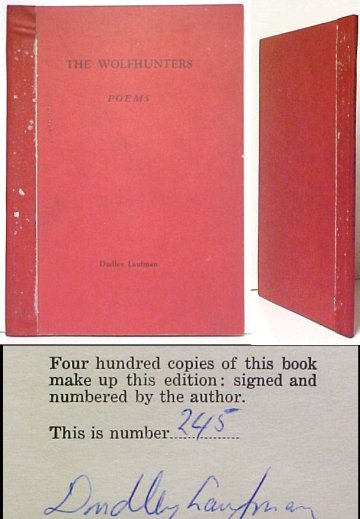 THE WOLFHUNTERS
POEMS
Dudley Laufman
Four hundred copies of this book
make up this edition: signed and
numbered by the author.
This is number 245
Dudley Laufman